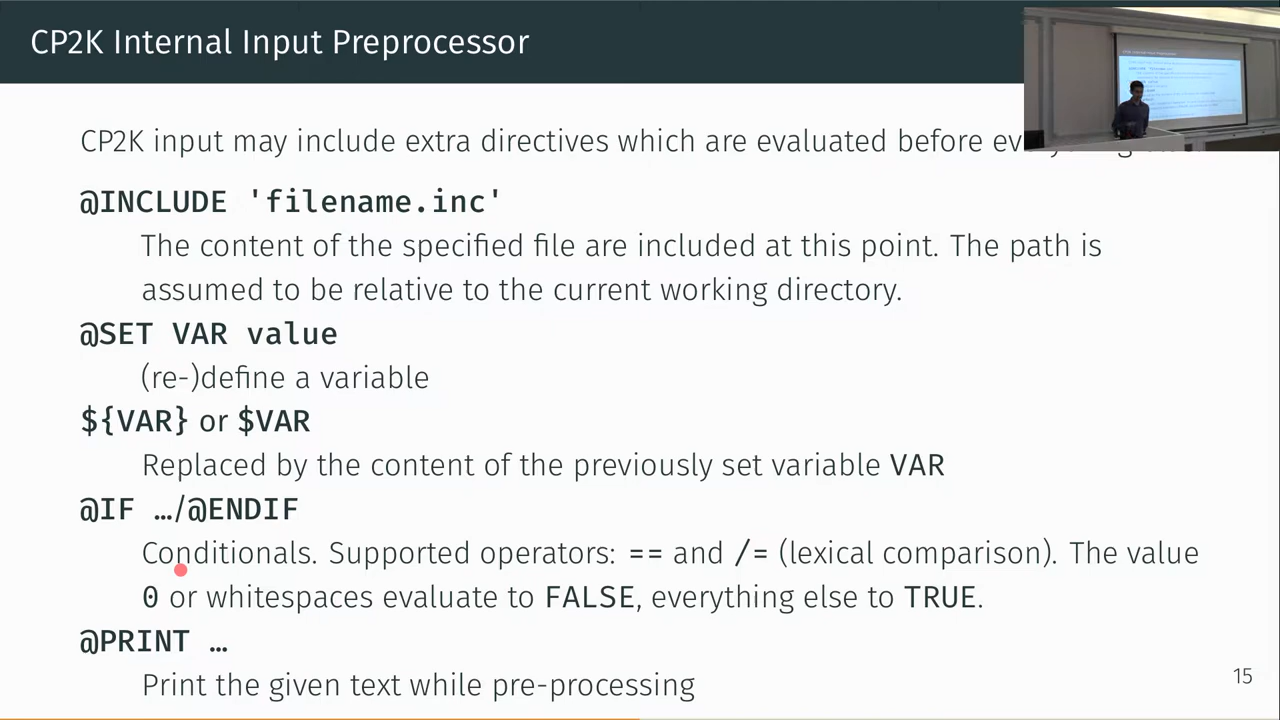 CP2K Internal Input Preprocessor
CP2K input may include extra directives which are evaluated before
@INCLUDE 'filename.inc'
The content of the specified file are included at this point. The path is
assumed to be relative to the current working directory.
@SET VAR value
(re-)define a variable
${VAR} or $VAR
Replaced by the content of the previously set variable VAR
@IF …/@ENDIF
Conditionals. Supported operators: == and /= (lexical comparison). The value
0 or whitespaces evaluate to FALSE, everything else to TRUE.
@PRINT …
Print the given text while pre-processing
15